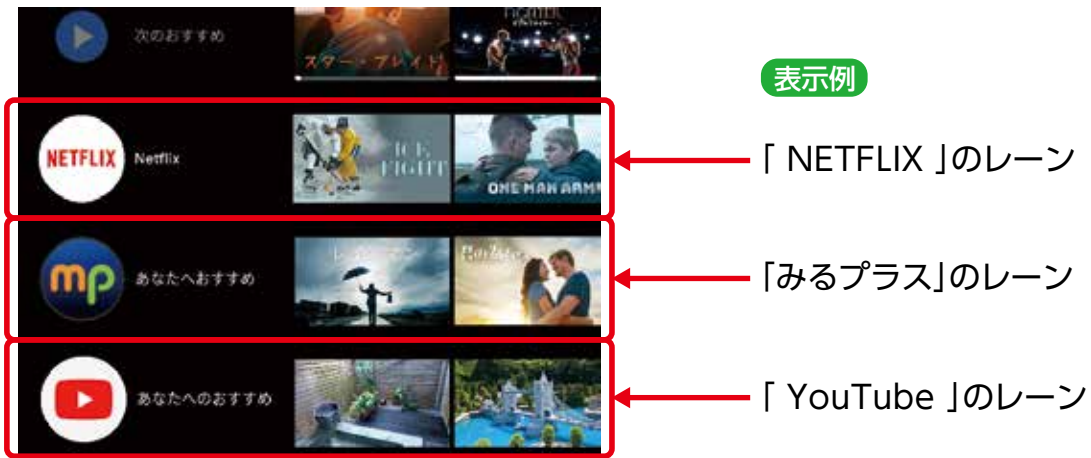 次のおすすめ
スター・ブレイド
FIGHTER
表示例
NETFLIX
Netflix
ICE
FIGHT
ONE MAN ARMY
「 NETFLIX 」のレーン
mp
あなたへおすすめ
「みるプラス」のレーン
あなたへのおすすめ
「 YouTube 」のレーン